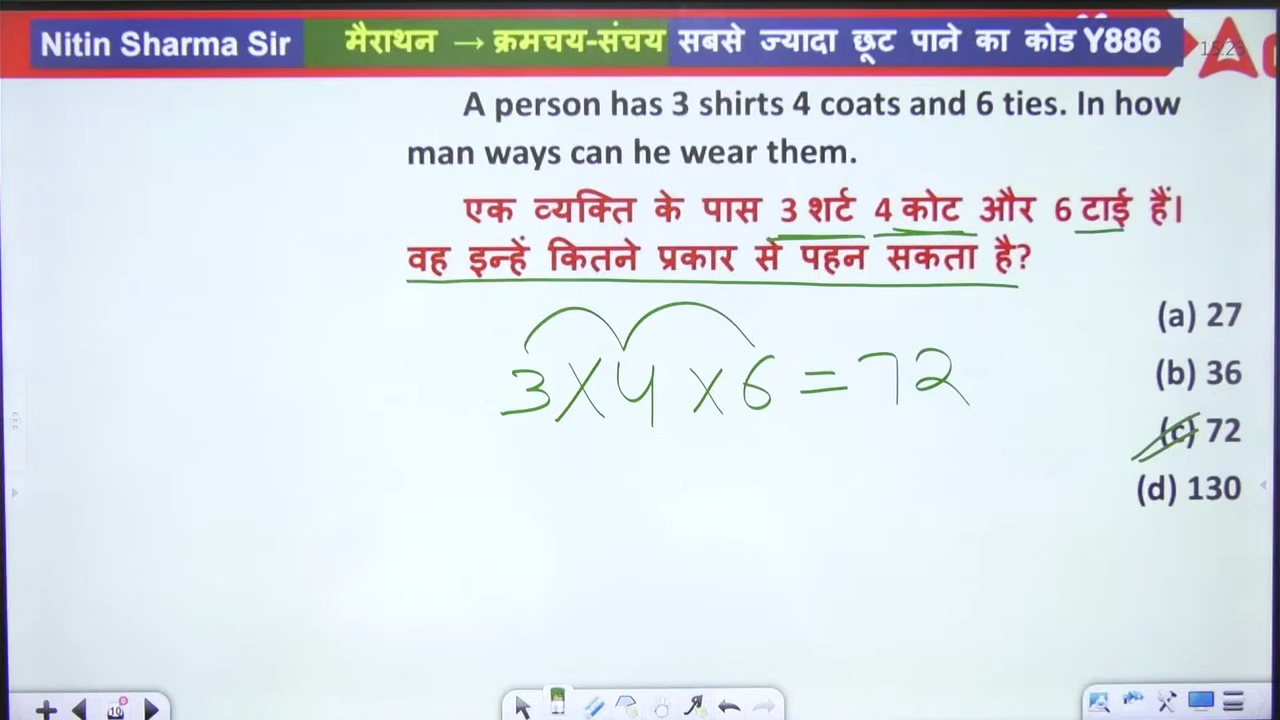 Nitin Sharma Sir मैराथन → क्रमचय-संचय सबसे ज्यादा छूट पाने का कोड Y886
A person has 3 shirts 4 coats and 6 ties. In how
man ways can he wear them.
एक व्यक्ति के पास 3 शर्ट 4 कोट और 6 टाई हैं।
वह इन्हें कितने प्रकार से पहन सकता है?
(a) 27
3 × 4 × 6 = 72
(b) 36
(c) 72
(d) 130
10